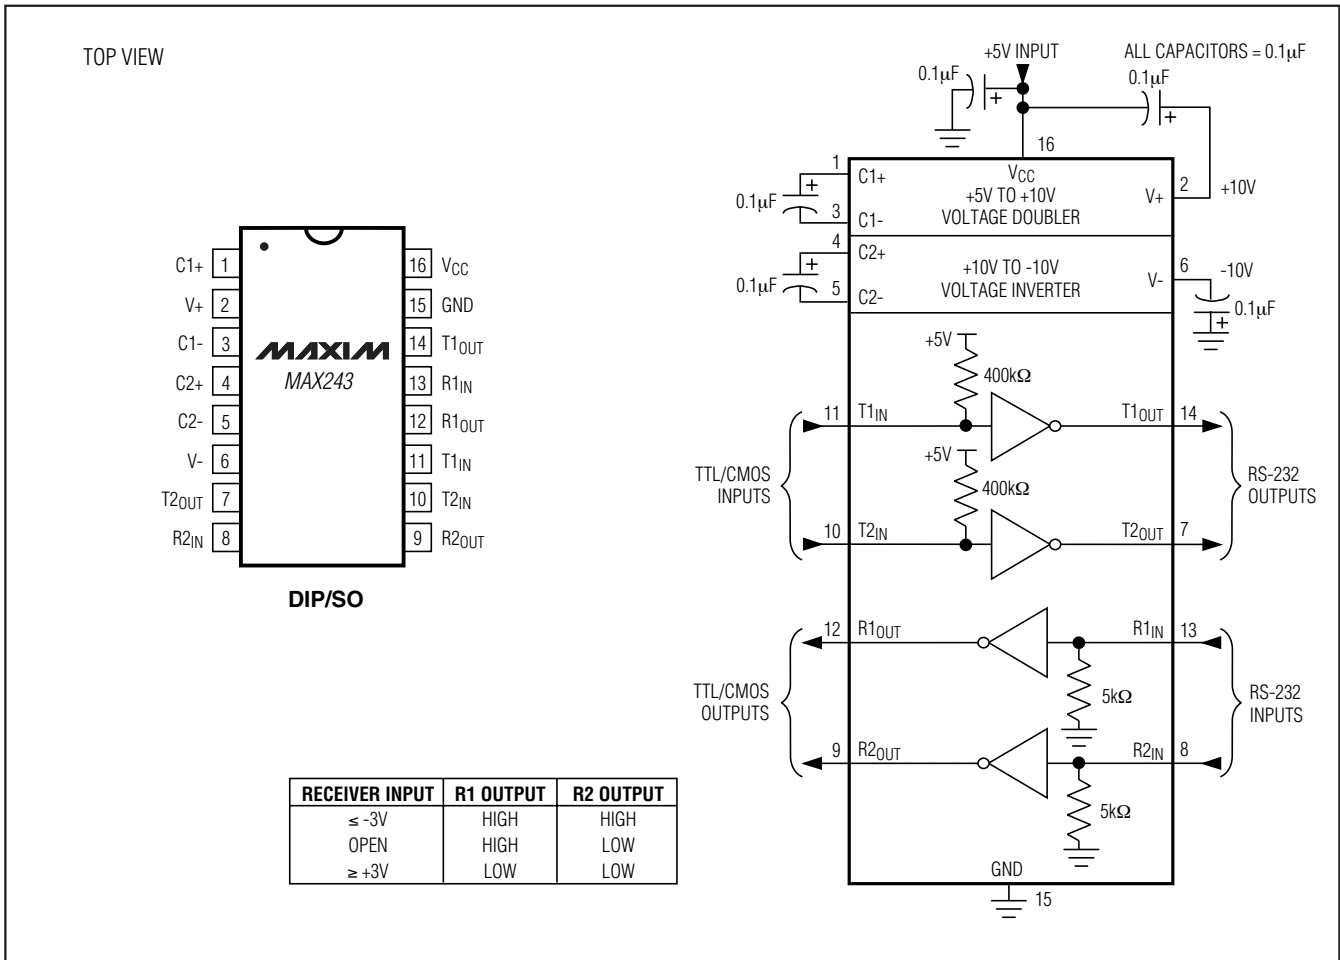 TOP VIEW
C1+ 1
V+ 2
C1- 3
C2+ 4
C2- 5
V- 6
T2OUT 7
R2IN 8
MAXIM
MAX243
16 VCC
15 GND
14 T1OUT
13 R1IN
12 R1OUT
11 T1IN
10 T2IN
9 R2OUT
DIP/SO
RECEIVER INPUT R1 OUTPUT R2 OUTPUT
≤ -3V HIGH HIGH
OPEN HIGH LOW
≥ +3V LOW LOW
+5V INPUT
ALL CAPACITORS = 0.1µF
0.1µF
+
0.1µF
+
16
1
C1+
VCC
+5V TO +10V
VOLTAGE DOUBLER
V+
2
+10V
0.1µF
+
3
C1-
4
C2+
+10V TO -10V
VOLTAGE INVERTER
V-
6
-10V
0.1µF
+
5
C2-
0.1µF
+
+5V
400kΩ
11 T1IN
T1OUT 14
+5V
400kΩ
TTL/CMOS
INPUTS
RS-232
OUTPUTS
10 T2IN
T2OUT 7
12 R1OUT
R1IN 13
5kΩ
TTL/CMOS
OUTPUTS
RS-232
INPUTS
9 R2OUT
R2IN 8
5kΩ
GND
15